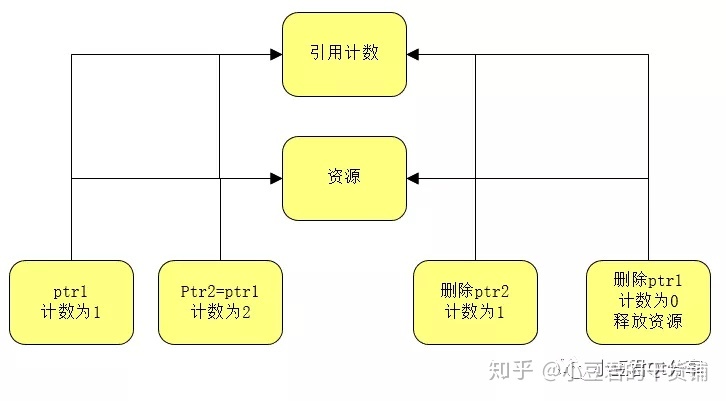 引用计数
资源
ptr1
计数为1
Ptr2=ptr1
计数为2
删除ptr2
计数为1
删除ptr1
计数为0
释放资源
知乎 @小豆君的干货铺